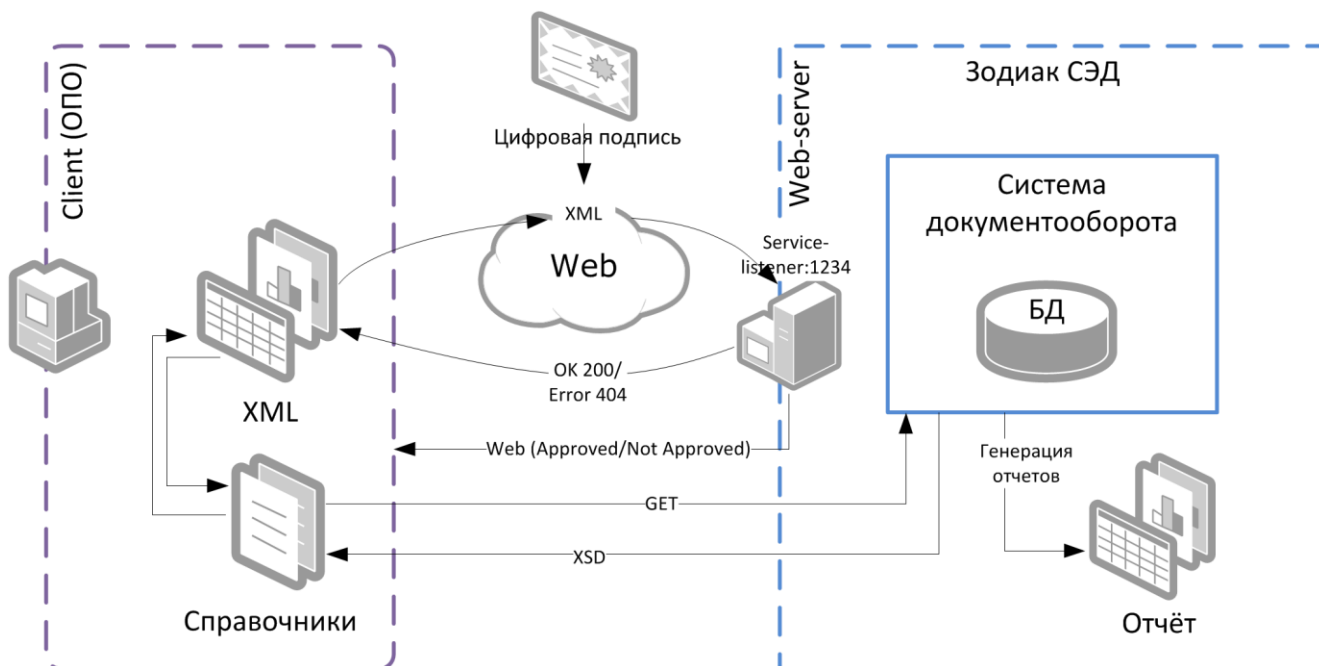 Client (ОПО)
Цифровая подпись
Web-server
Зодиак СЭД
XML
Web
Service-
listener:1234
Система
документооборота
БД
OK 200/
Error 404
XML
Web (Approved/Not Approved)
Генерация
отчетов
GET
XSD
Справочники
Отчёт